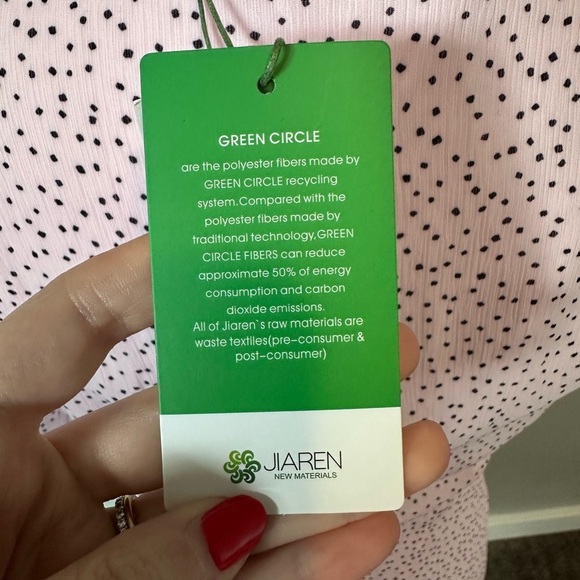 GREEN CIRCLE
are the polyester fibers made by
GREEN CIRCLE recycling
system.Compared with the
polyester fibers made by
traditional technology,GREEN
CIRCLE FIBERS can reduce
approximate 50% of energy
consumption and carbon
dioxide emissions.
All of Jiaren`s raw materials are
waste textiles(pre-consumer &
post-consumer)
JIAREN
NEW MATERIALS